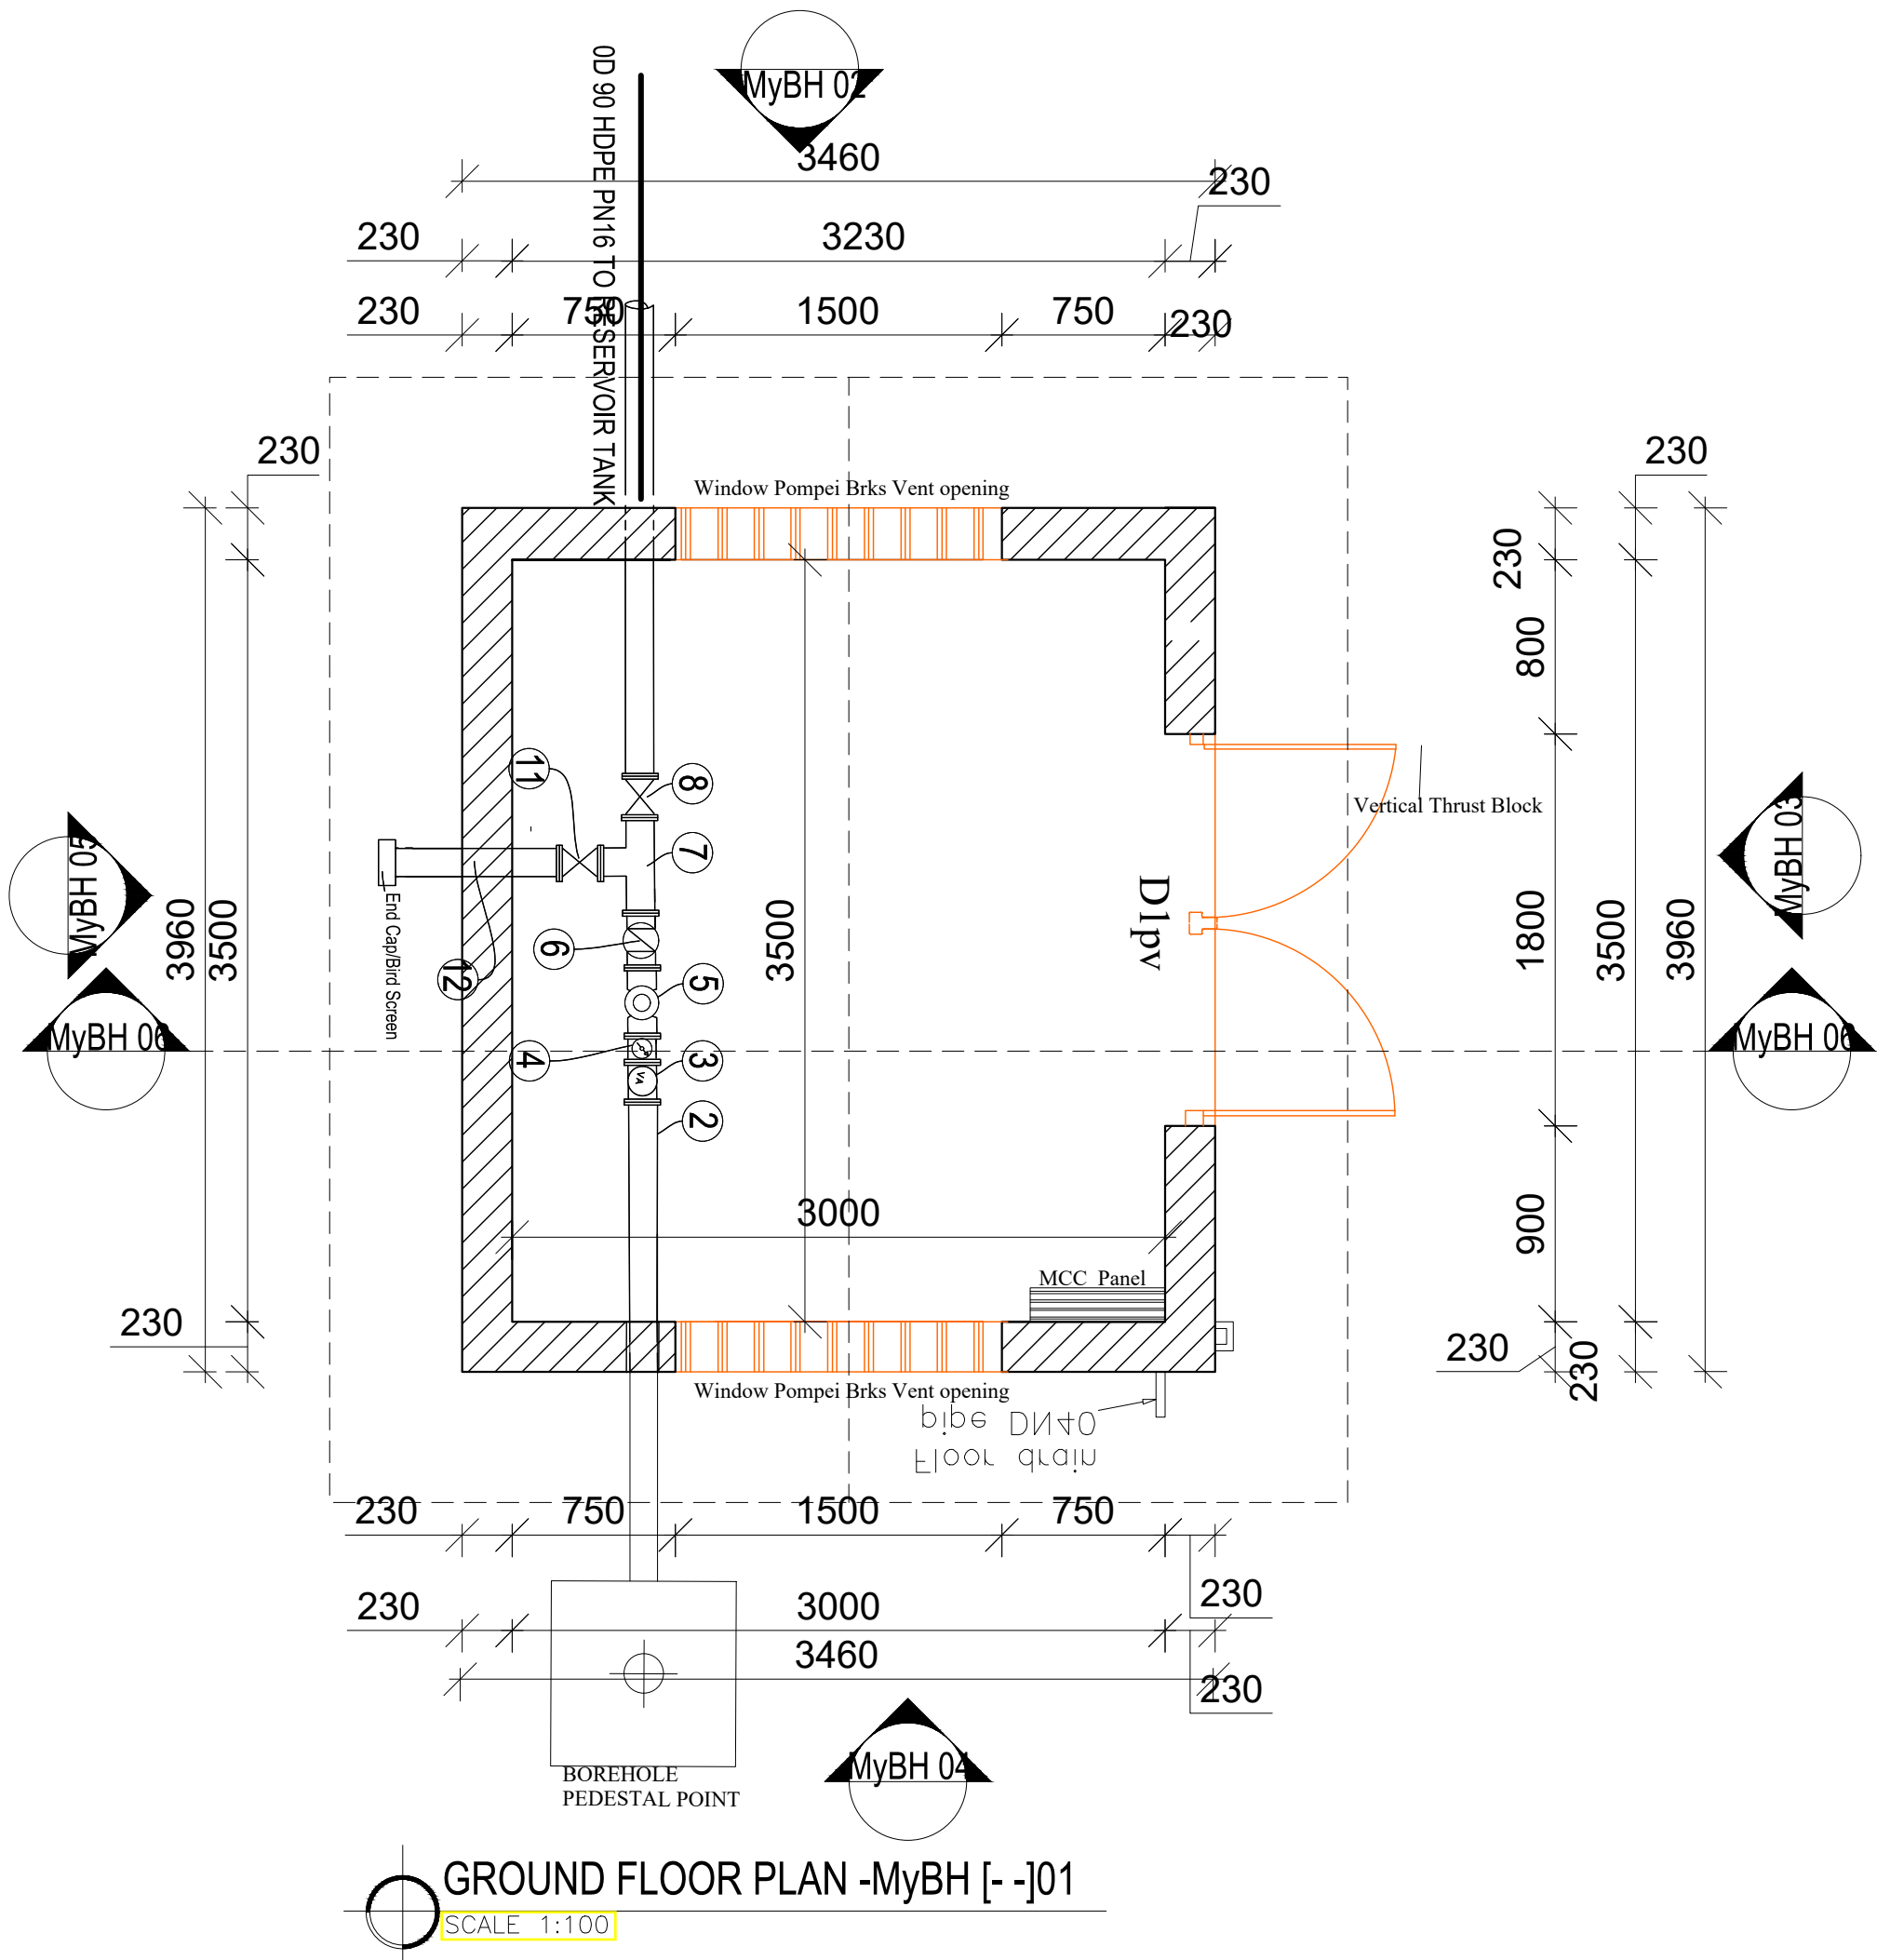 MyBH 02
0D 90 HDPE PN16 TO RESERVOIR TANK
3460
230
230
3230
230
750
1500
750
230
230
230
Window Pompei Brks Vent opening
230
800
11
8
7
Vertical Thrust Block
MyBH 05
MyBH 03
D1pv
End Cap/Bird Screen
3960
3500
3500
1800
3500
3960
6
12
5
MyBH 06
MyBH 06
4
3
VA
2
3000
900
MCC Panel
230
230
230
Window Pompei Brks Vent opening
Floor drain
pipe DN40
230
750
1500
750
230
3000
230
3460
230
MyBH 04
BOREHOLE
PEDESTAL POINT
GROUND FLOOR PLAN -MyBH [- -]01
SCALE 1:100